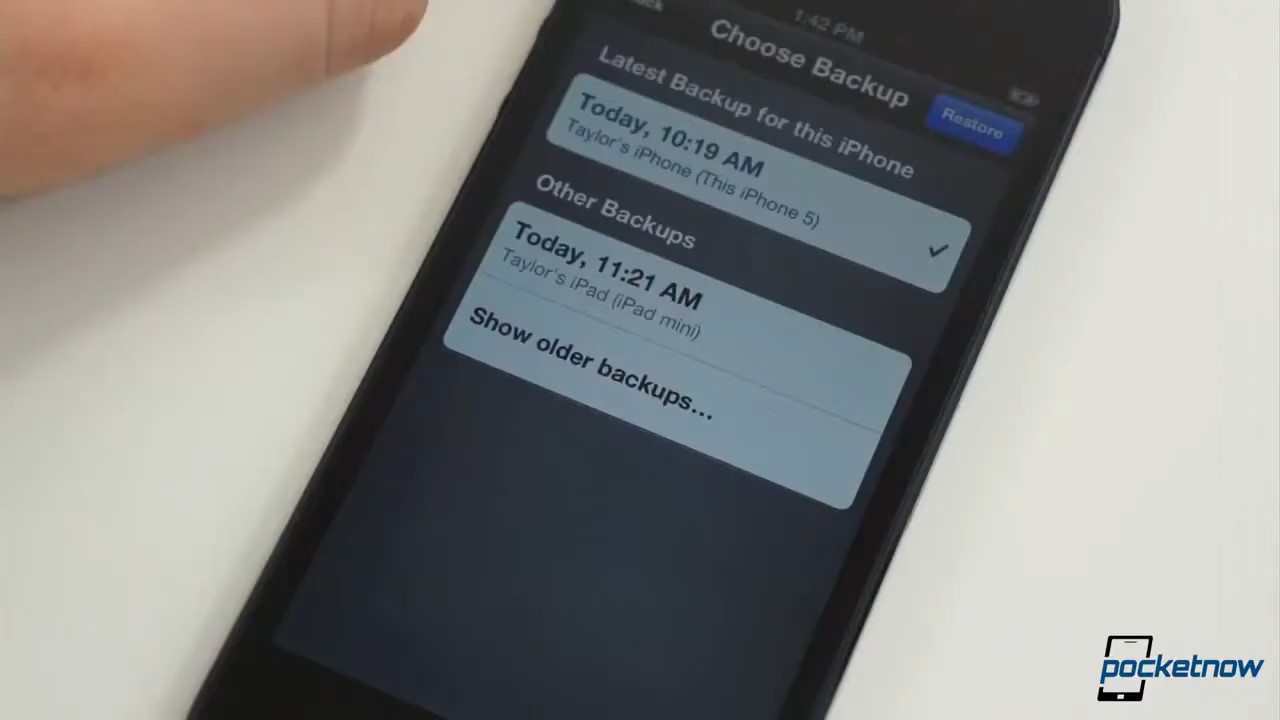 1:42 PM
Choose Backup
Restore
Latest Backup for this iPhone
Today, 10:19 AM
Taylor's iPhone (This iPhone 5)
Other Backups
Today, 11:21 AM
Taylor's iPad (iPad mini)
Show older backups...
pocketnow